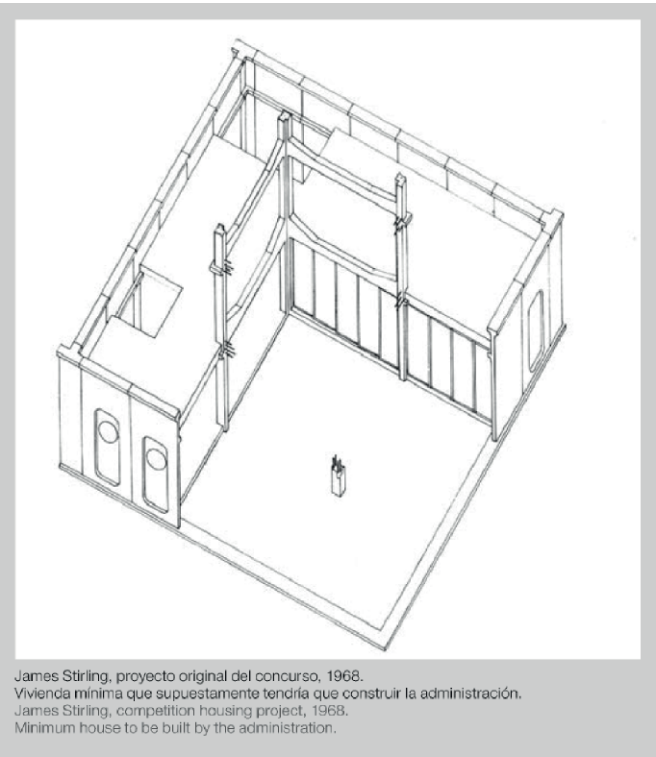 James Stirling, proyecto original del concurso, 1968.
Vivienda mínima que supuestamente tendría que construir la administración.
James Stirling, competition housing project, 1968.
Minimum house to be built by the administration.